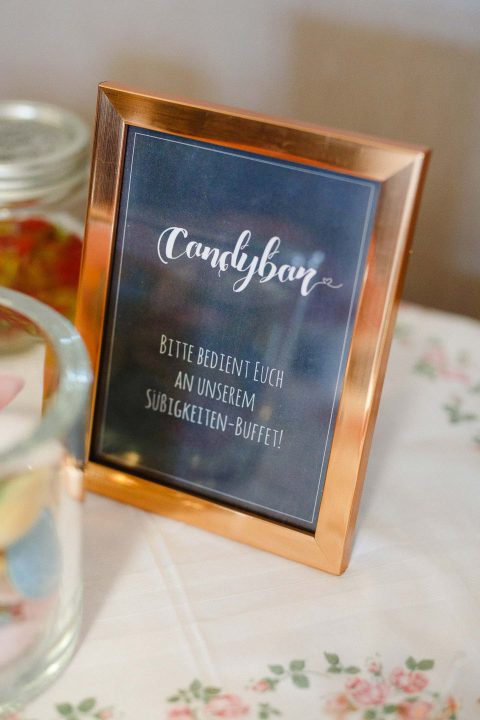 Candybar
BITTE BEDIENT EUCH
AN UNSEREM
SÜßIGKEITEN-BUFFET!